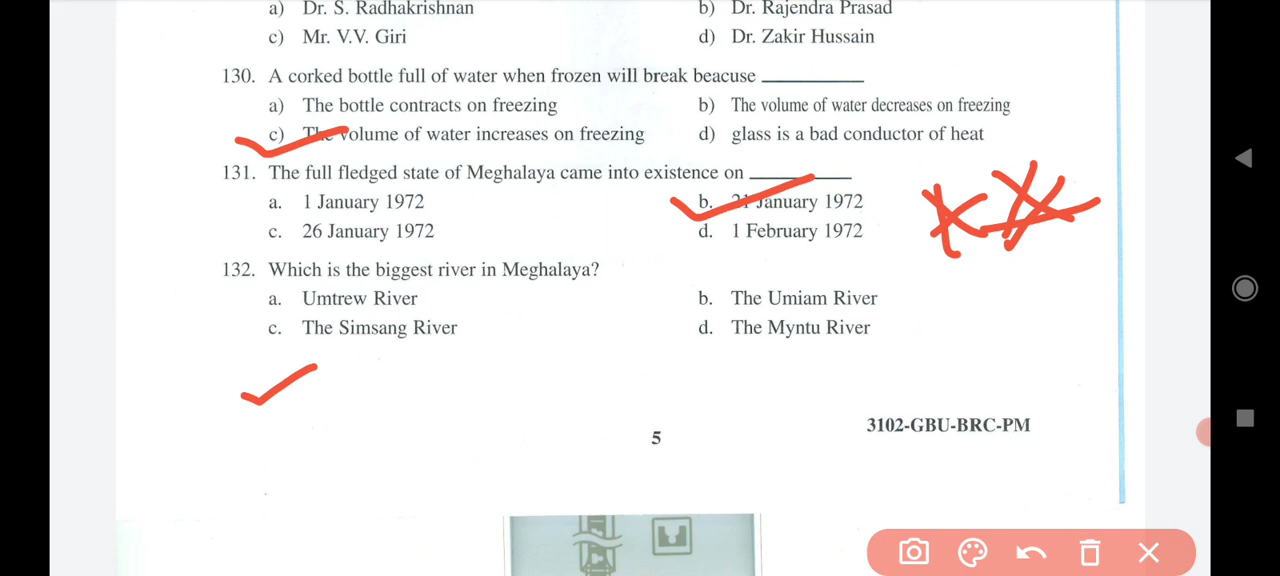 a) Dr. S. Radhakrishnan b) Dr. Rajendra Prasad
c) Mr. V.V. Giri d) Dr. Zakir Hussain
130. A corked bottle full of water when frozen will break beacuse
a) The bottle contracts on freezing b) The volume of water decreases on freezing
c) The volume of water increases on freezing d) glass is a bad conductor of heat
131. The full fledged state of Meghalaya came into existence on
a. 1 January 1972 b. 21 January 1972
c. 26 January 1972 d. 1 February 1972
132. Which is the biggest river in Meghalaya?
a. Umtrew River b. The Umiam River
c. The Simsang River d. The Myntu River
3102-GBU-BRC-PM
5